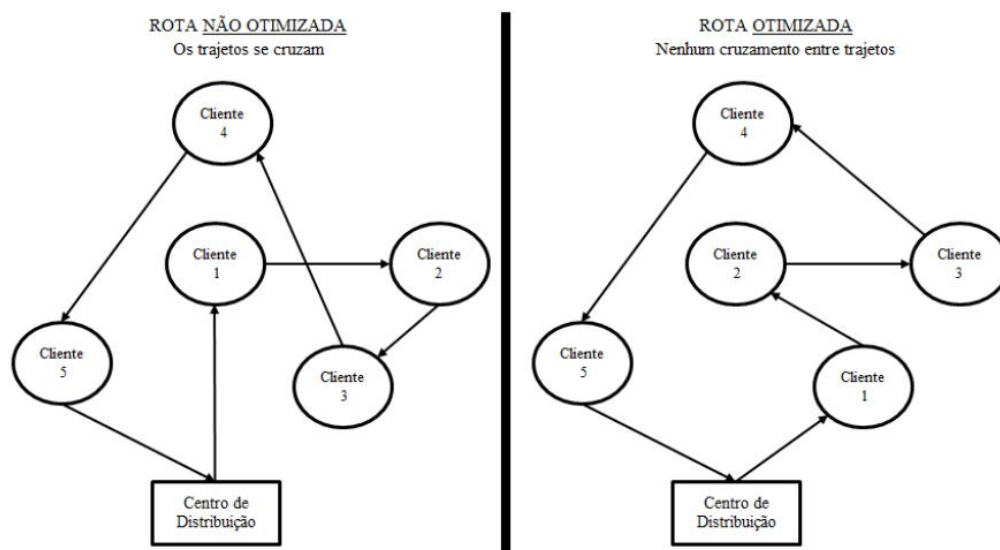 ROTA NÃO OTIMIZADA
Os trajetos se cruzam
Cliente
4
Cliente
1
Cliente
2
Cliente
5
Cliente
3
Centro de
Distribuição
ROTA OTIMIZADA
Nenhum cruzamento entre trajetos
Cliente
4
Cliente
2
Cliente
3
Cliente
5
Cliente
1
Centro de
Distribuição